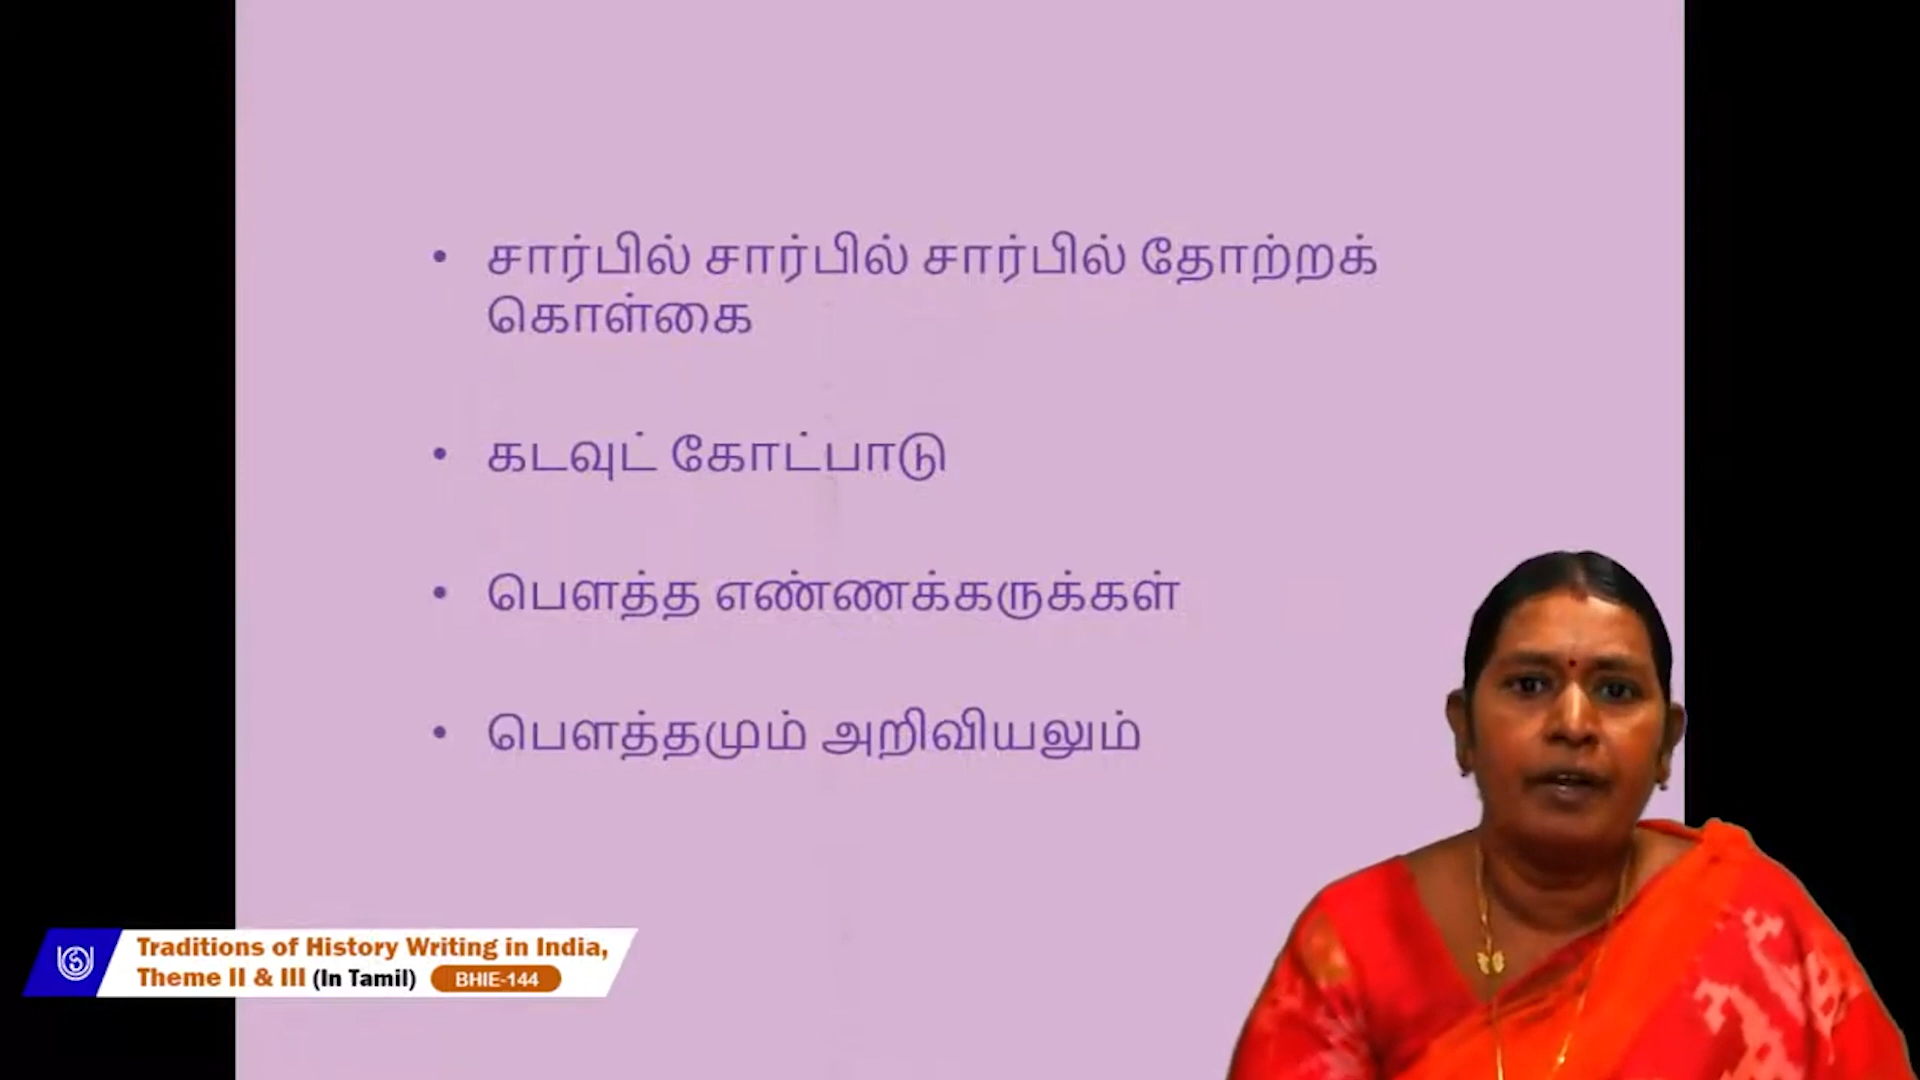 • சார்பில் சார்பில் சார்பில் தோற்றக்
கொள்கை
• கடவுட் கோட்பாடு
• பௌத்த எண்ணக்கருக்கள்
• பௌத்தமும் அறிவியலும்
Traditions of History Writing in India,
Theme II & III (In Tamil) BHIE-144